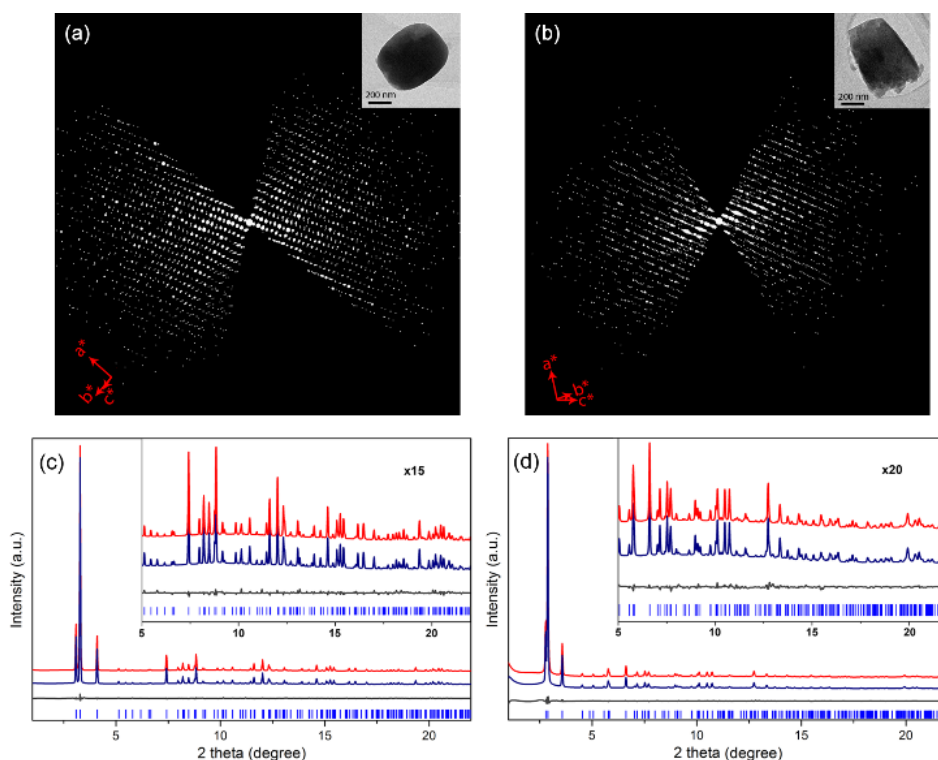 (a)
200 nm
a*
b*
c*
(b)
200 nm
a*
b*
c*
(c)
x15
5 10 15 20
Intensity (a.u.)
5 10 15 20
2 theta (degree)
(d)
x20
5 10 15 20
Intensity (a.u.)
5 10 15 20
2 theta (degree)